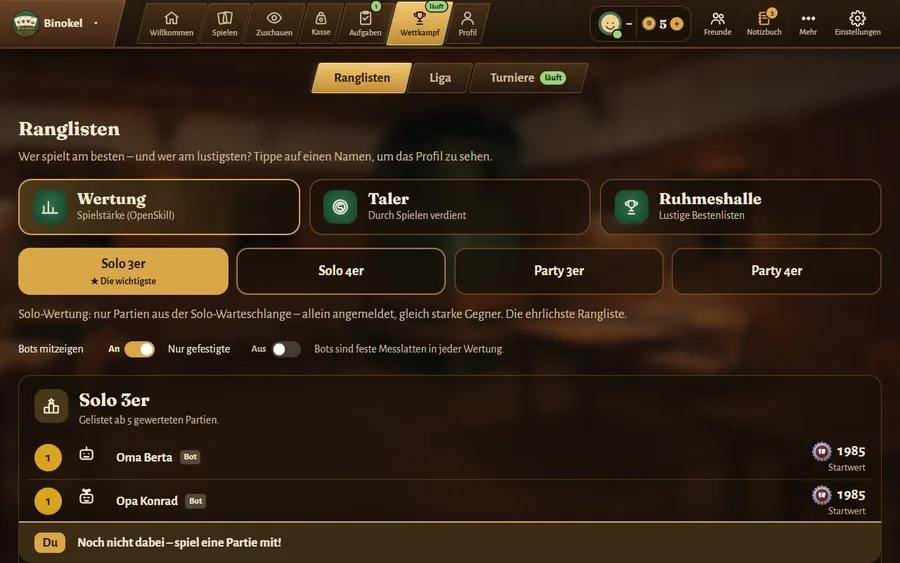 Binokel
Willkommen
Spielen
Zuschauen
Kasse
1
Aufgaben
läuft
Wettkampf
Profil
–
5
Freunde
3
Notizbuch
Mehr
Einstellungen
Ranglisten
Liga
Turniere läuft
Ranglisten
Wer spielt am besten – und wer am lustigsten? Tippe auf einen Namen, um das Profil zu sehen.
Wertung
Spielstärke (OpenSkill)
Taler
Durch Spielen verdient
Ruhmeshalle
Lustige Bestenlisten
Solo 3er
★ Die wichtigste
Solo 4er
Party 3er
Party 4er
Solo-Wertung: nur Partien aus der Solo-Warteschlange – allein angemeldet, gleich starke Gegner. Die ehrlichste Rangliste.
Bots mitzeigen An Nur gefestigte Aus Bots sind feste Messlatten in jeder Wertung.
Solo 3er
Gelistet ab 5 gewerteten Partien.
1 Oma Berta Bot 1985
Startwert
1 Opa Konrad Bot 1985
Startwert
Du Noch nicht dabei – spiel eine Partie mit!